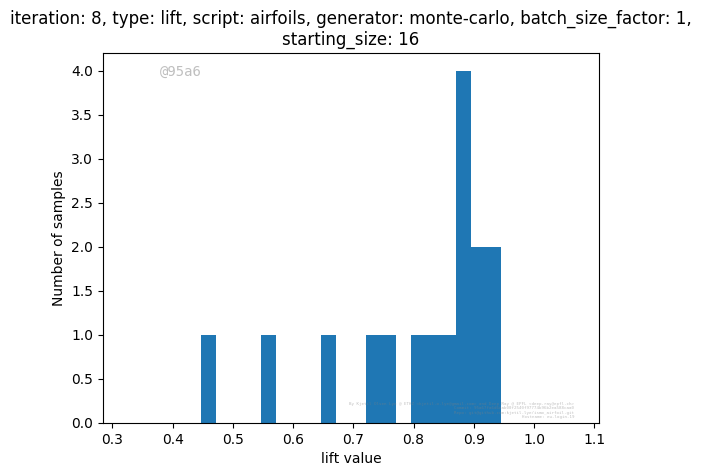 iteration: 8, type: lift, script: airfoils, generator: monte-carlo, batch_size_factor: 1,
starting_size: 16
@95a6
4.0
3.5
3.0
2.5
2.0
1.5
1.0
0.5
0.0
Number of samples
0.3 0.4 0.5 0.6 0.7 0.8 0.9 1.0 1.1
lift value